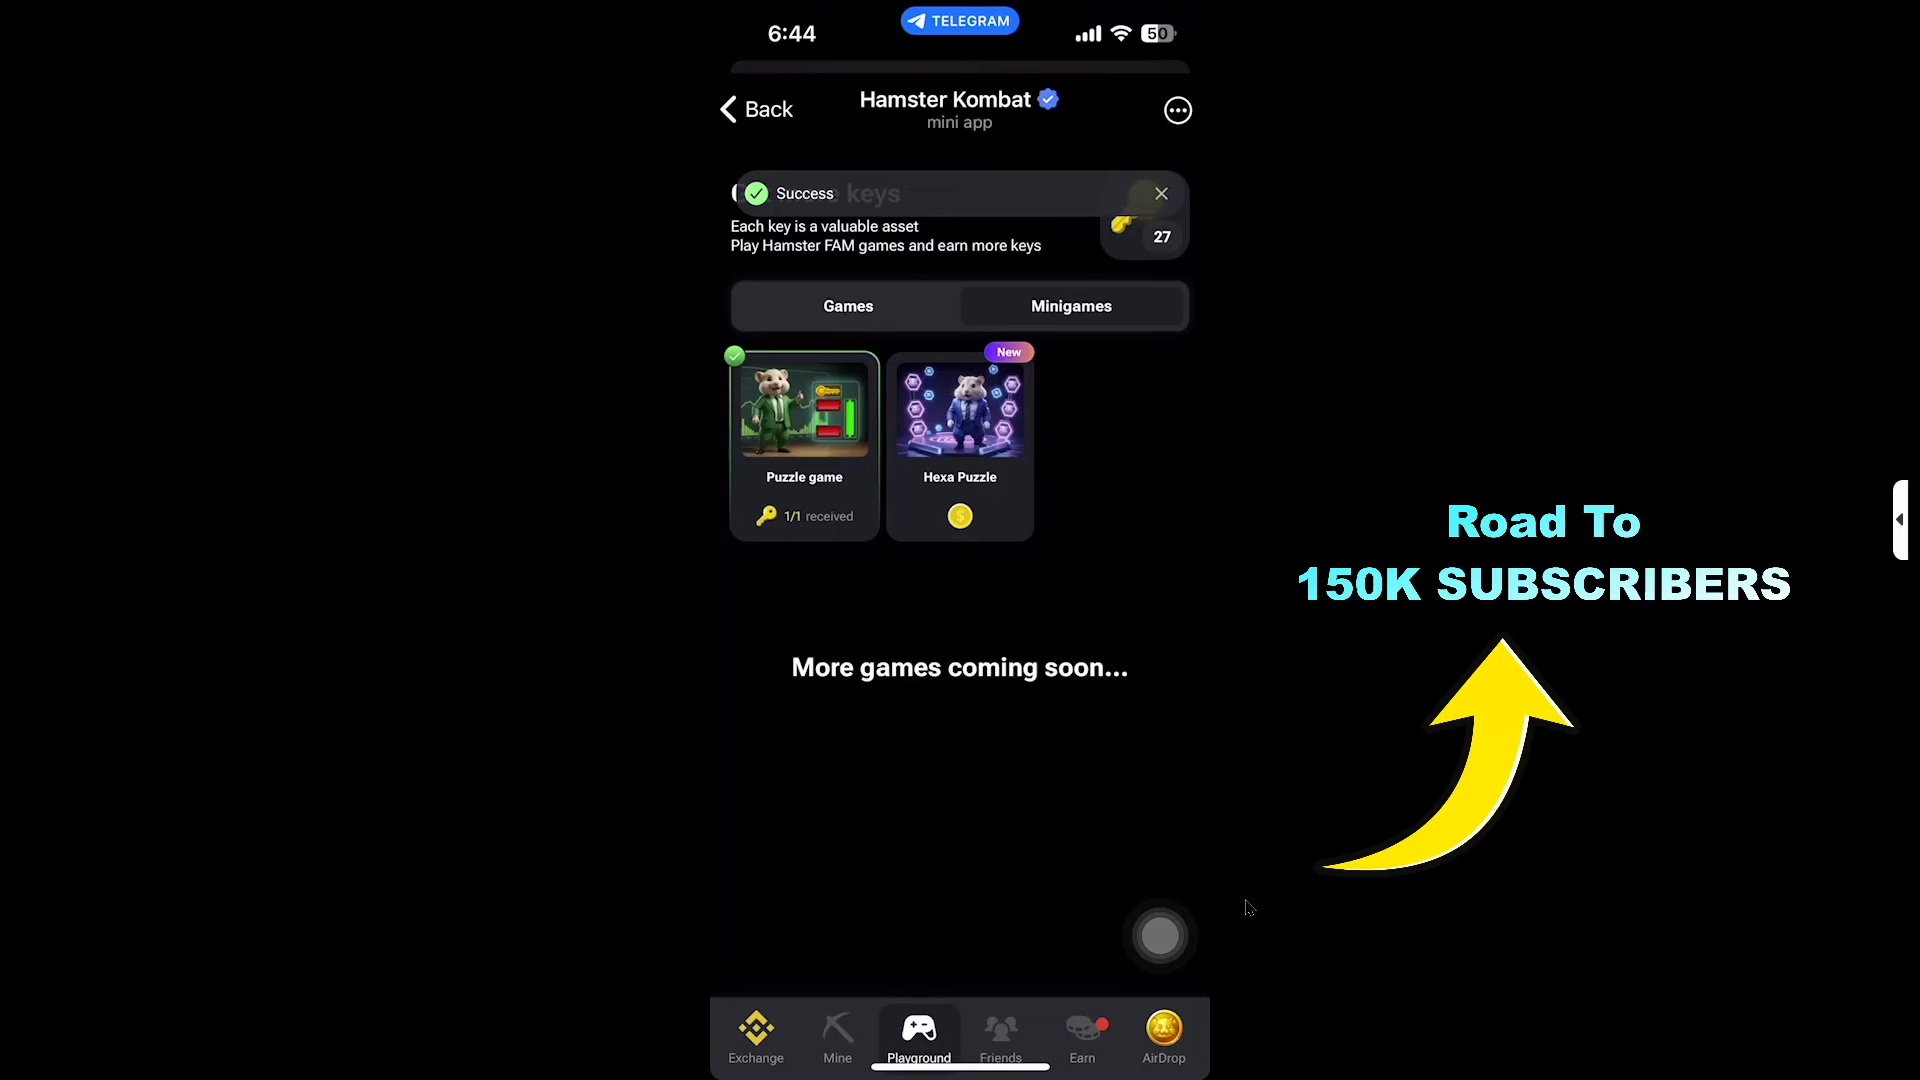 6:44
TELEGRAM
50
Back
Hamster Kombat
mini app
Success
keys
Each key is a valuable asset
Play Hamster FAM games and earn more keys
27
Games
Minigames
New
Puzzle game
Hexa Puzzle
1/1 received
More games coming soon...
Road To
150K SUBSCRIBERS
Exchange
Mine
Playground
Friends
Earn
AirDrop